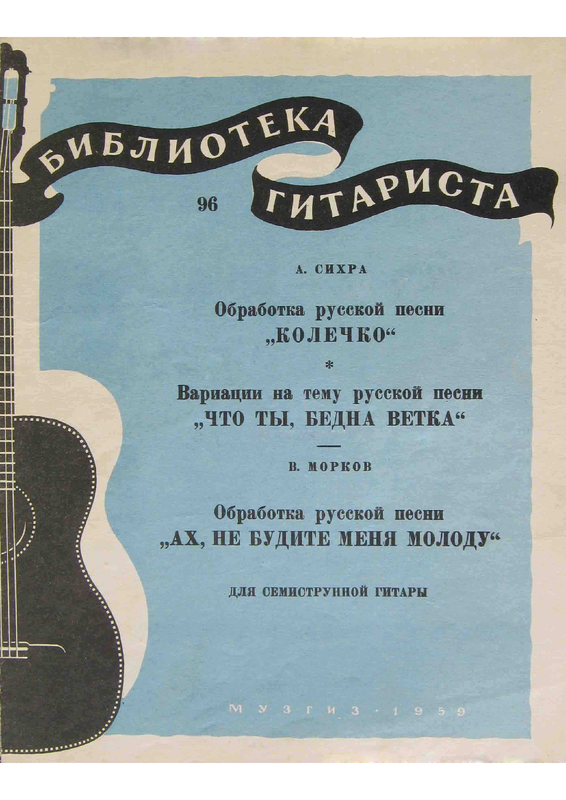 БИБЛИОТЕКА
ГИТАРИСТА
96
А. СИХРА
Обработка русской песни
„КОЛЕЧКО“
*
Вариации на тему русской песни
„ЧТО ТЫ, БЕДНА ВЕТКА“
В. МОРКОВ
Обработка русской песни
„АХ, НЕ БУДИТЕ МЕНЯ МОЛОДУ“
ДЛЯ СЕМИСТРУННОЙ ГИТАРЫ
МУЗГИЗ · 1959